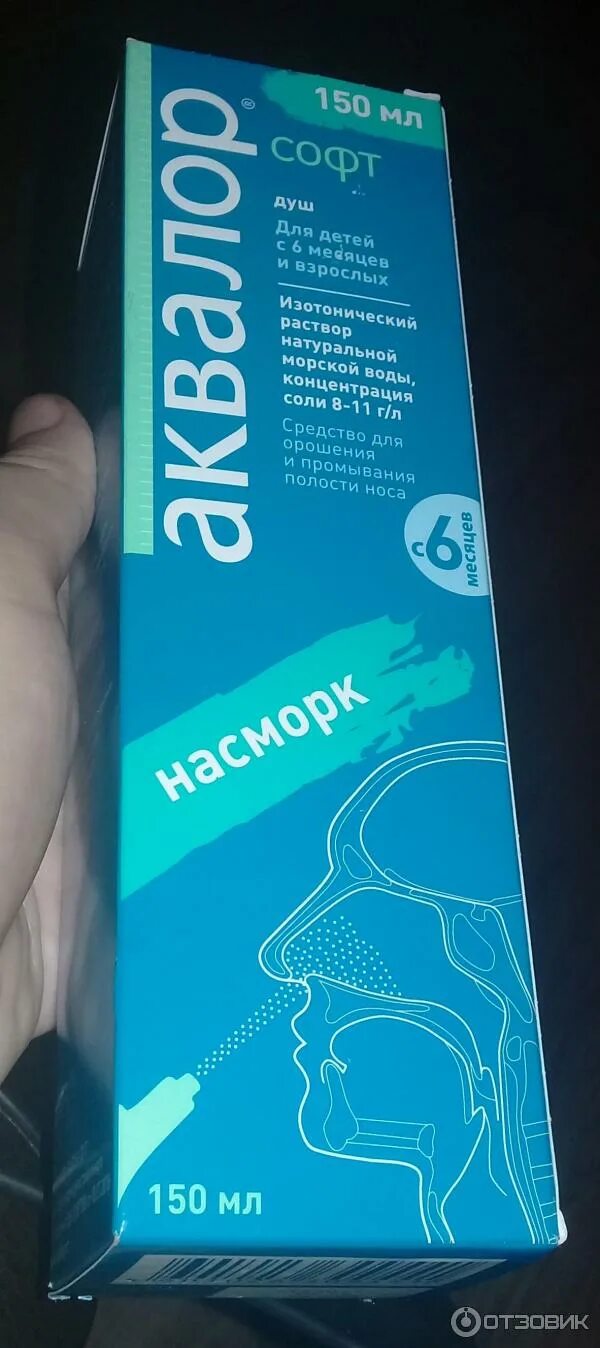 150 мл
аквалор®
софт
душ
Для детей
с 6 месяцев
и взрослых
Изотонический
раствор
натуральной
морской воды,
концентрация
соли 8-11 г/л
Средство для
орошения
и промывания
полости носа
с 6
месяцев
насморк
150 мл
ОТЗОВИК